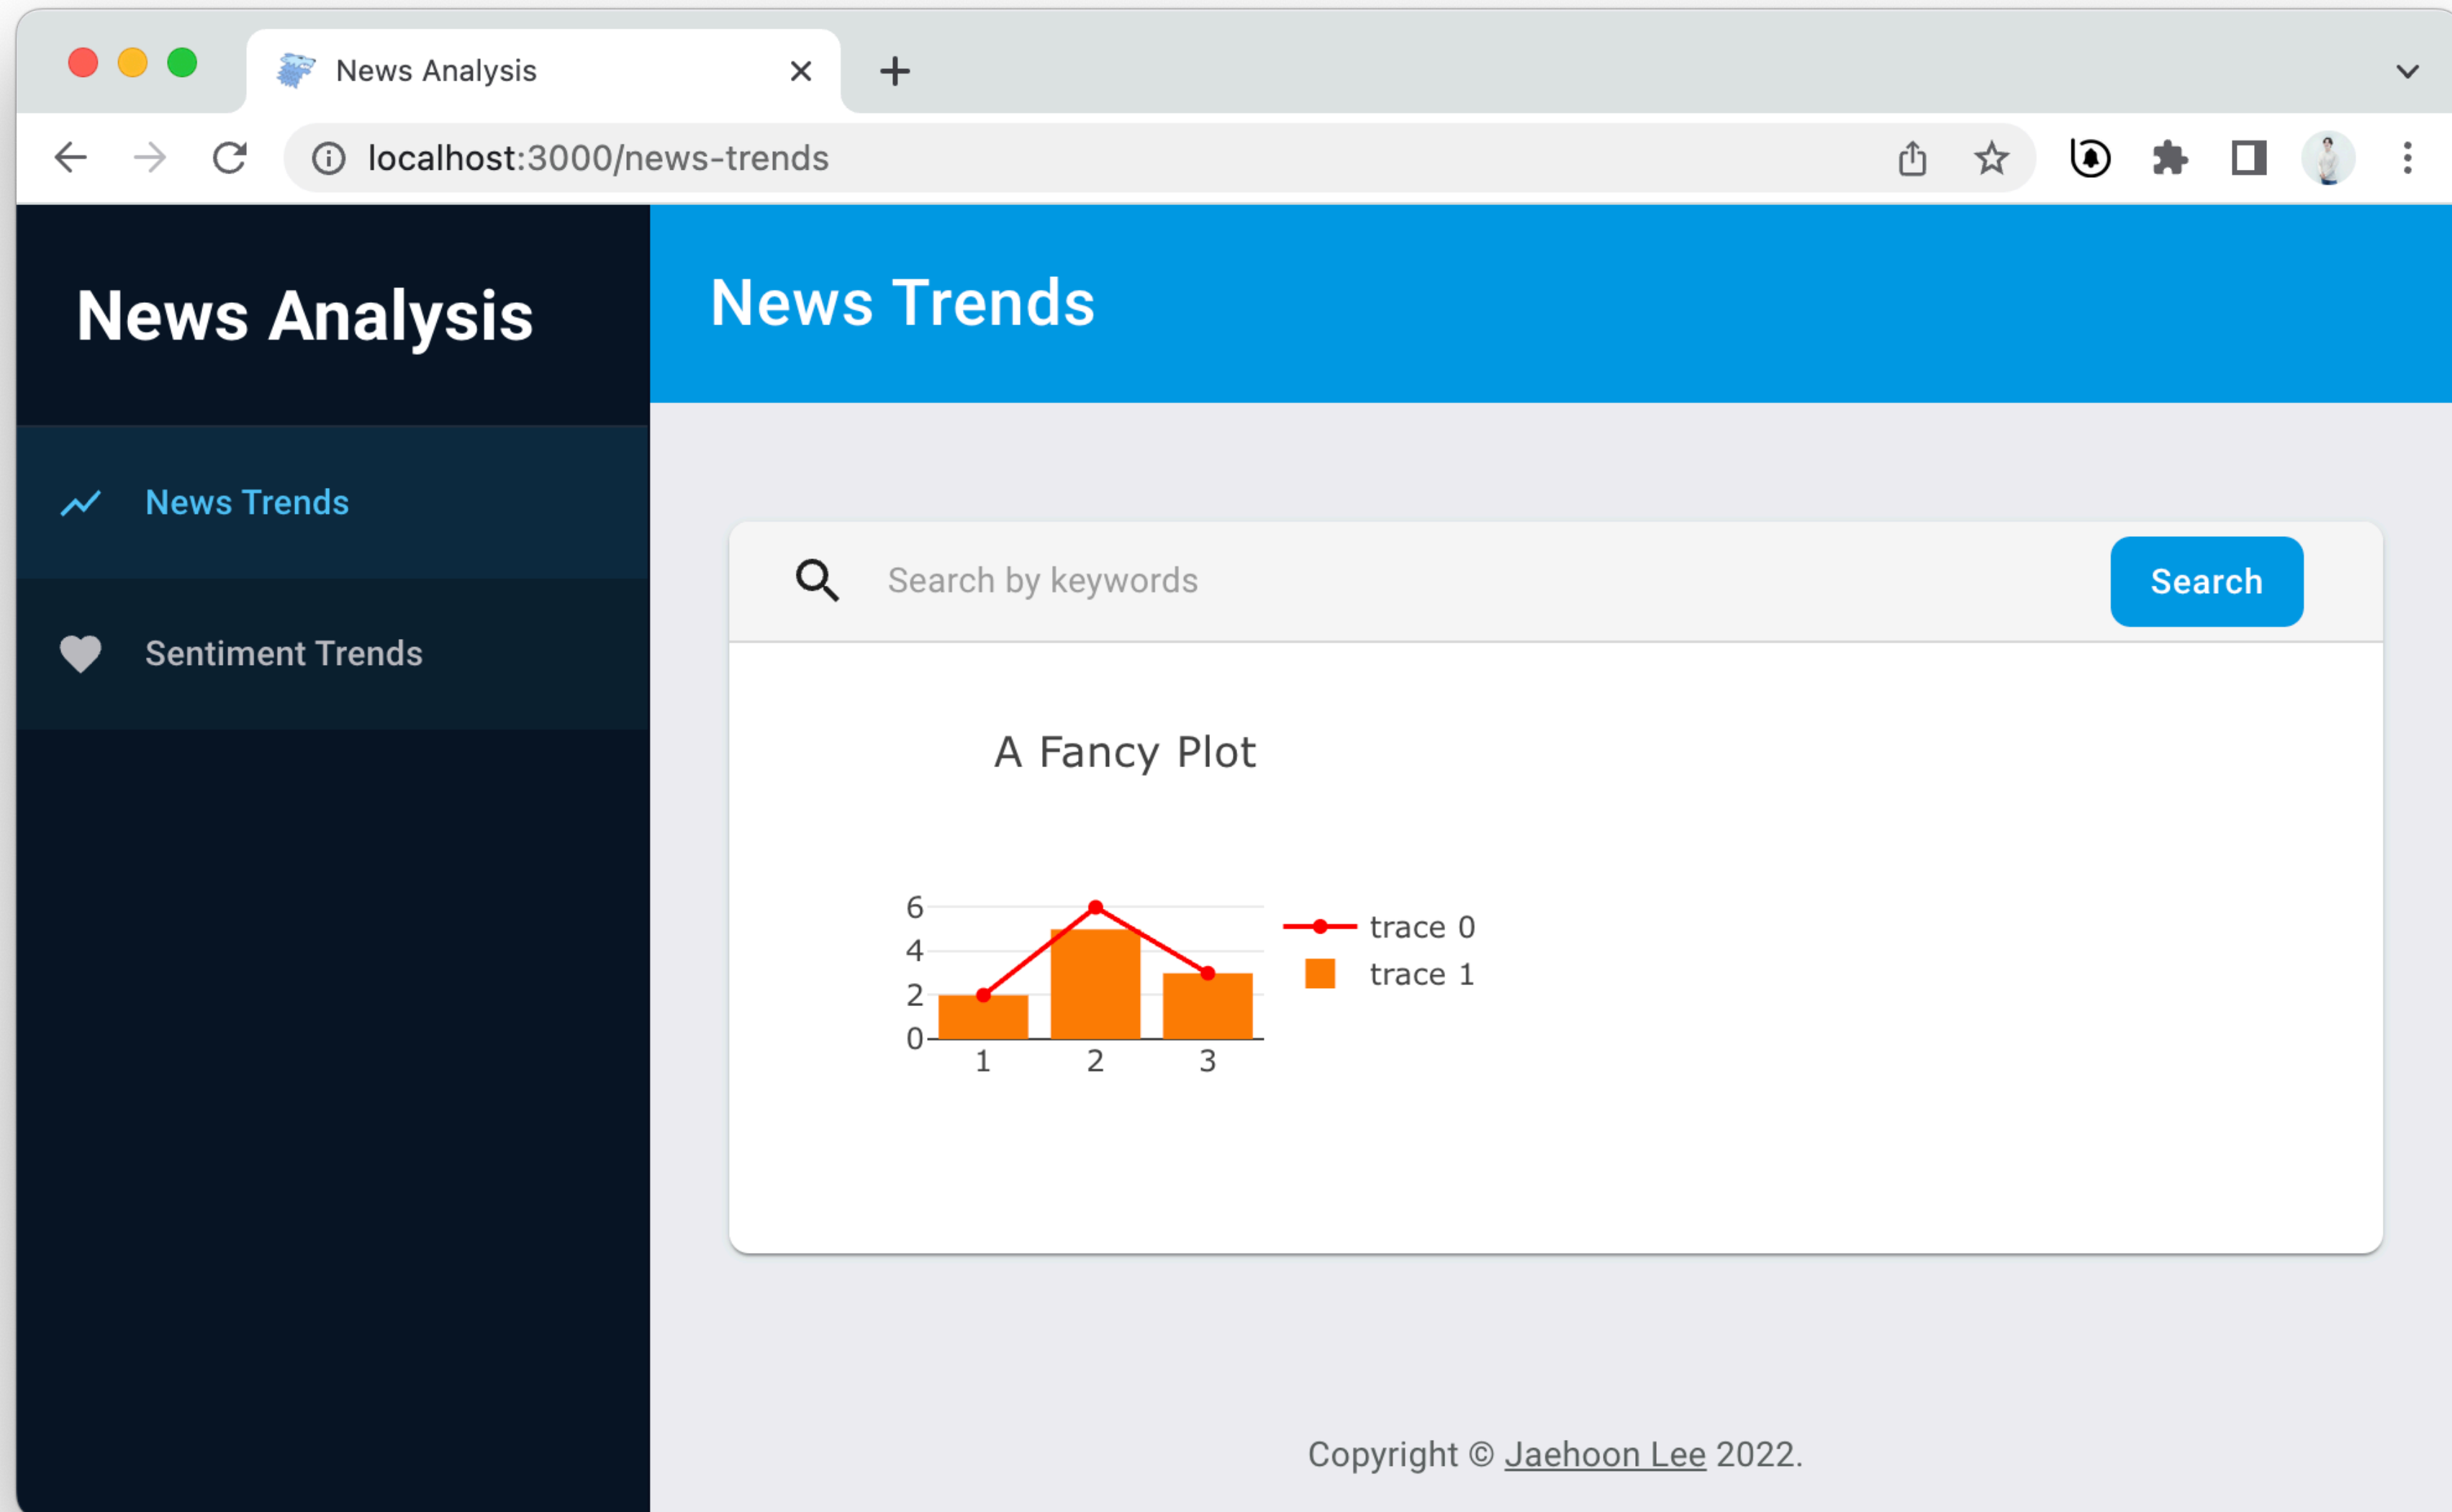 News Analysis
localhost:3000/news-trends
News Analysis
News Trends
Sentiment Trends
News Trends
Search by keywords
Search
A Fancy Plot
6
4
2
0
1 2 3
trace 0
trace 1
Copyright © Jaehoon Lee 2022.